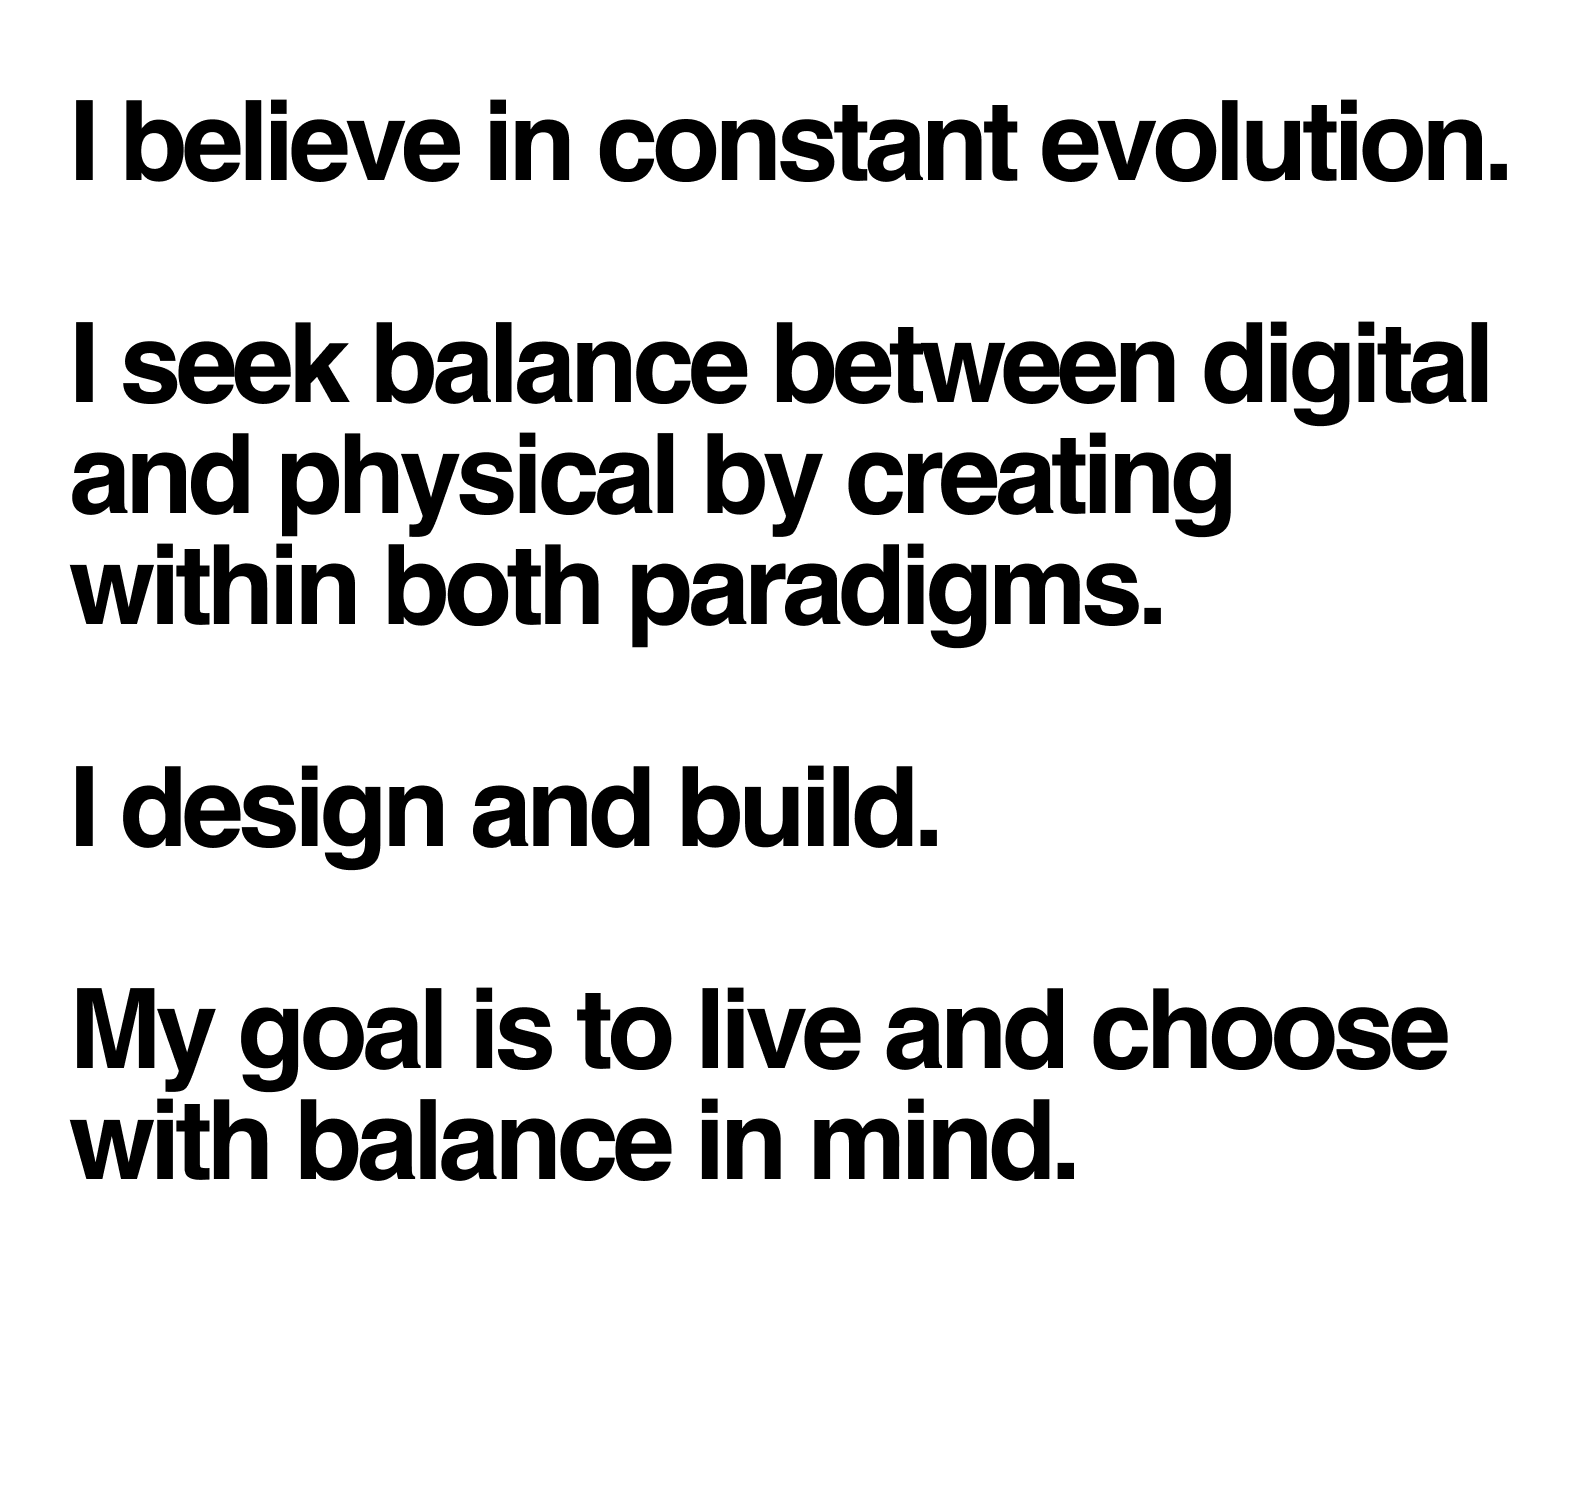 I believe in constant evolution.
I seek balance between digital
and physical by creating
within both paradigms.
I design and build.
My goal is to live and choose
with balance in mind.